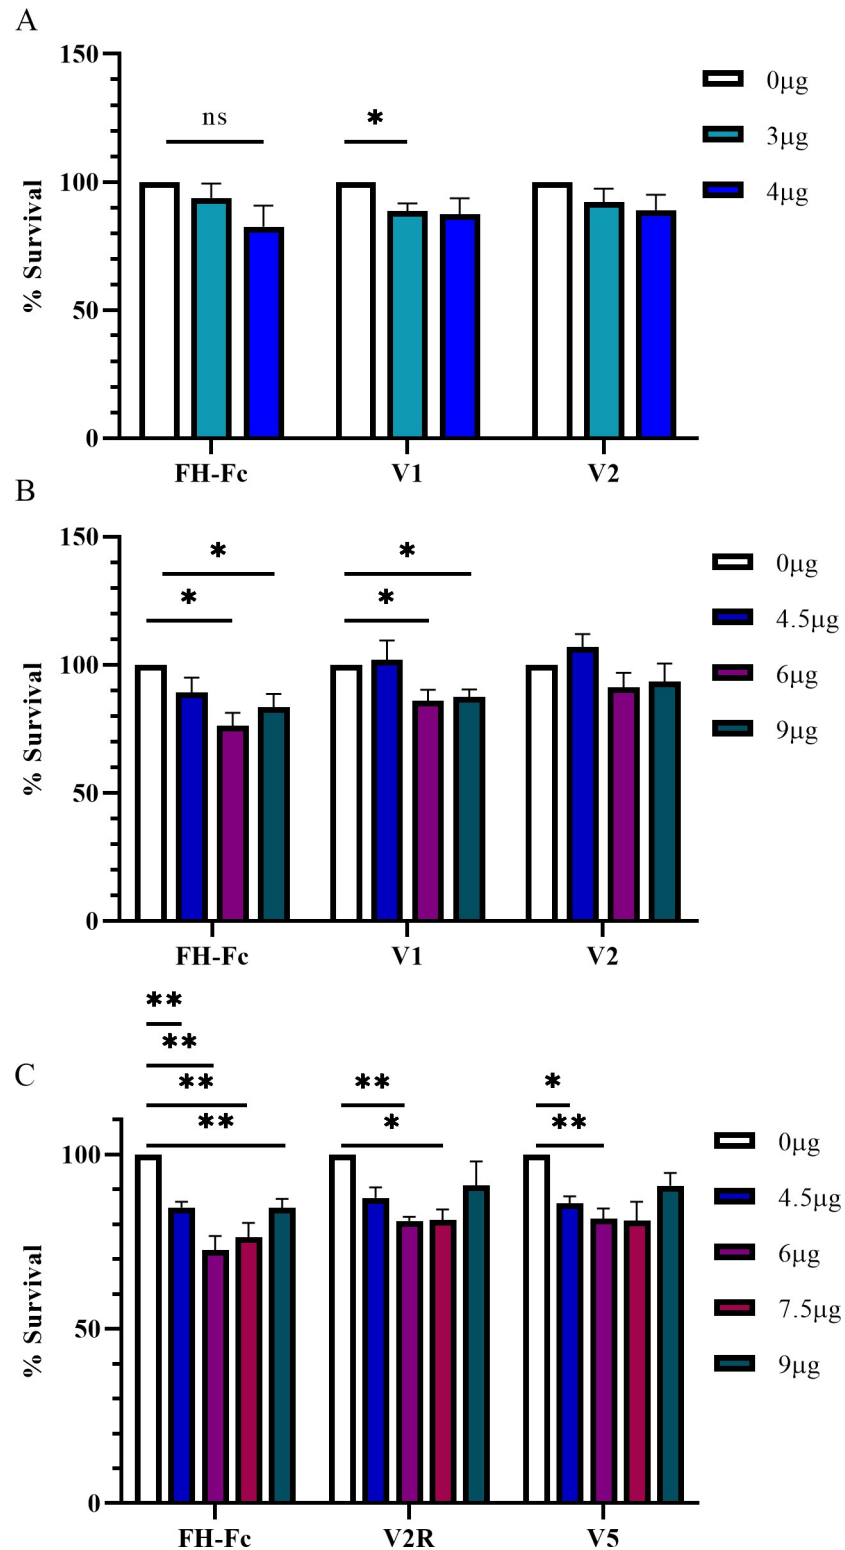 A
150
100
50
0
% Survival
ns
*
FH-Fc
V1
V2
0µg
3µg
4µg
B
150
100
50
0
% Survival
*
*
*
*
FH-Fc
V1
V2
0µg
4.5µg
6µg
9µg
C
100
50
0
% Survival
**
**
**
**
**
*
*
**
FH-Fc
V2R
V5
0µg
4.5µg
6µg
7.5µg
9µg